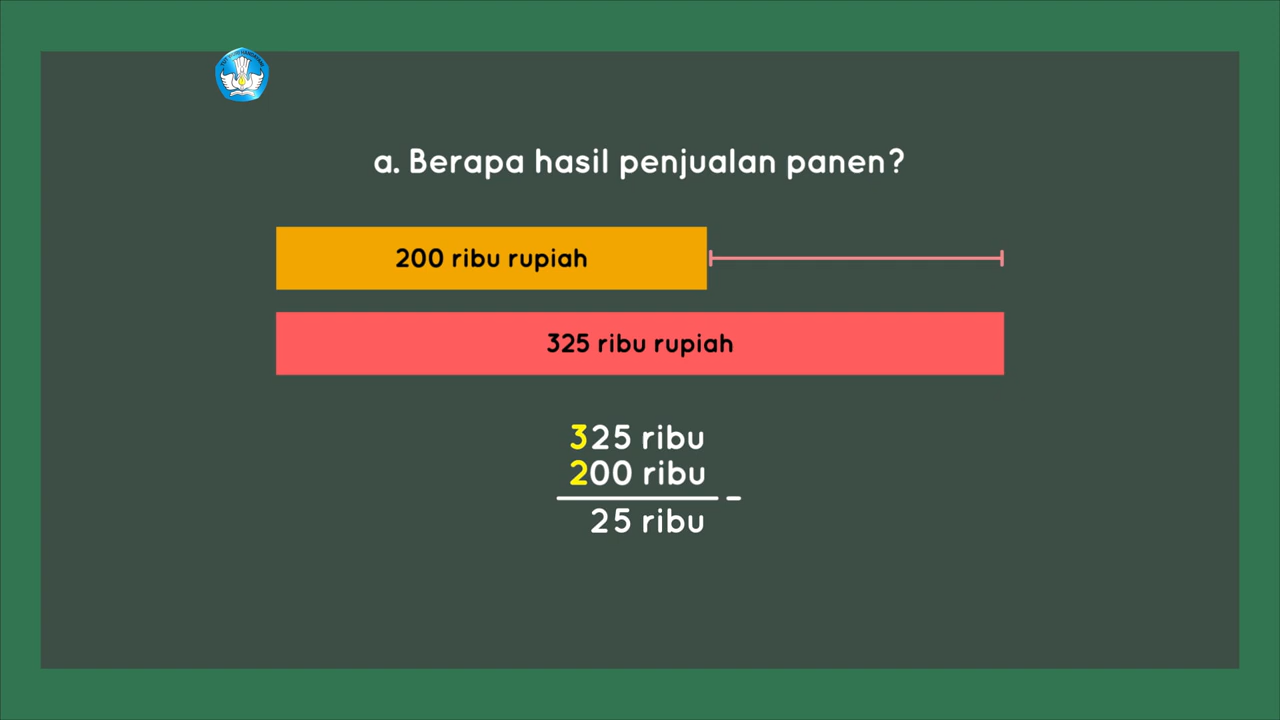 a. Berapa hasil penjualan panen?
200 ribu rupiah
325 ribu rupiah
325 ribu
200 ribu
-
25 ribu